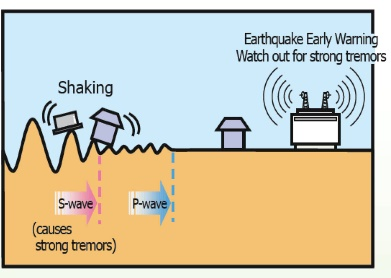 Earthquake Early Warning
Watch out for strong tremors
Shaking
S-wave
P-wave
(causes
strong tremors)